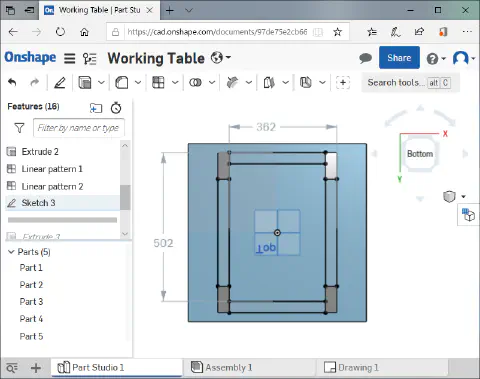 Working Table | Part Studio
https://cad.onshape.com/documents/97de75e2cb66
Onshape
Working Table
Share
Search tools...
alt
C
Features (16)
Filter by name or type
Extrude 2
Linear pattern 1
Linear pattern 2
Sketch 3
Extrude 3
Parts (5)
Part 1
Part 2
Part 3
Part 4
Part 5
362
502
Top
Bottom
X
Y
Part Studio 1
Assembly 1
Drawing 1